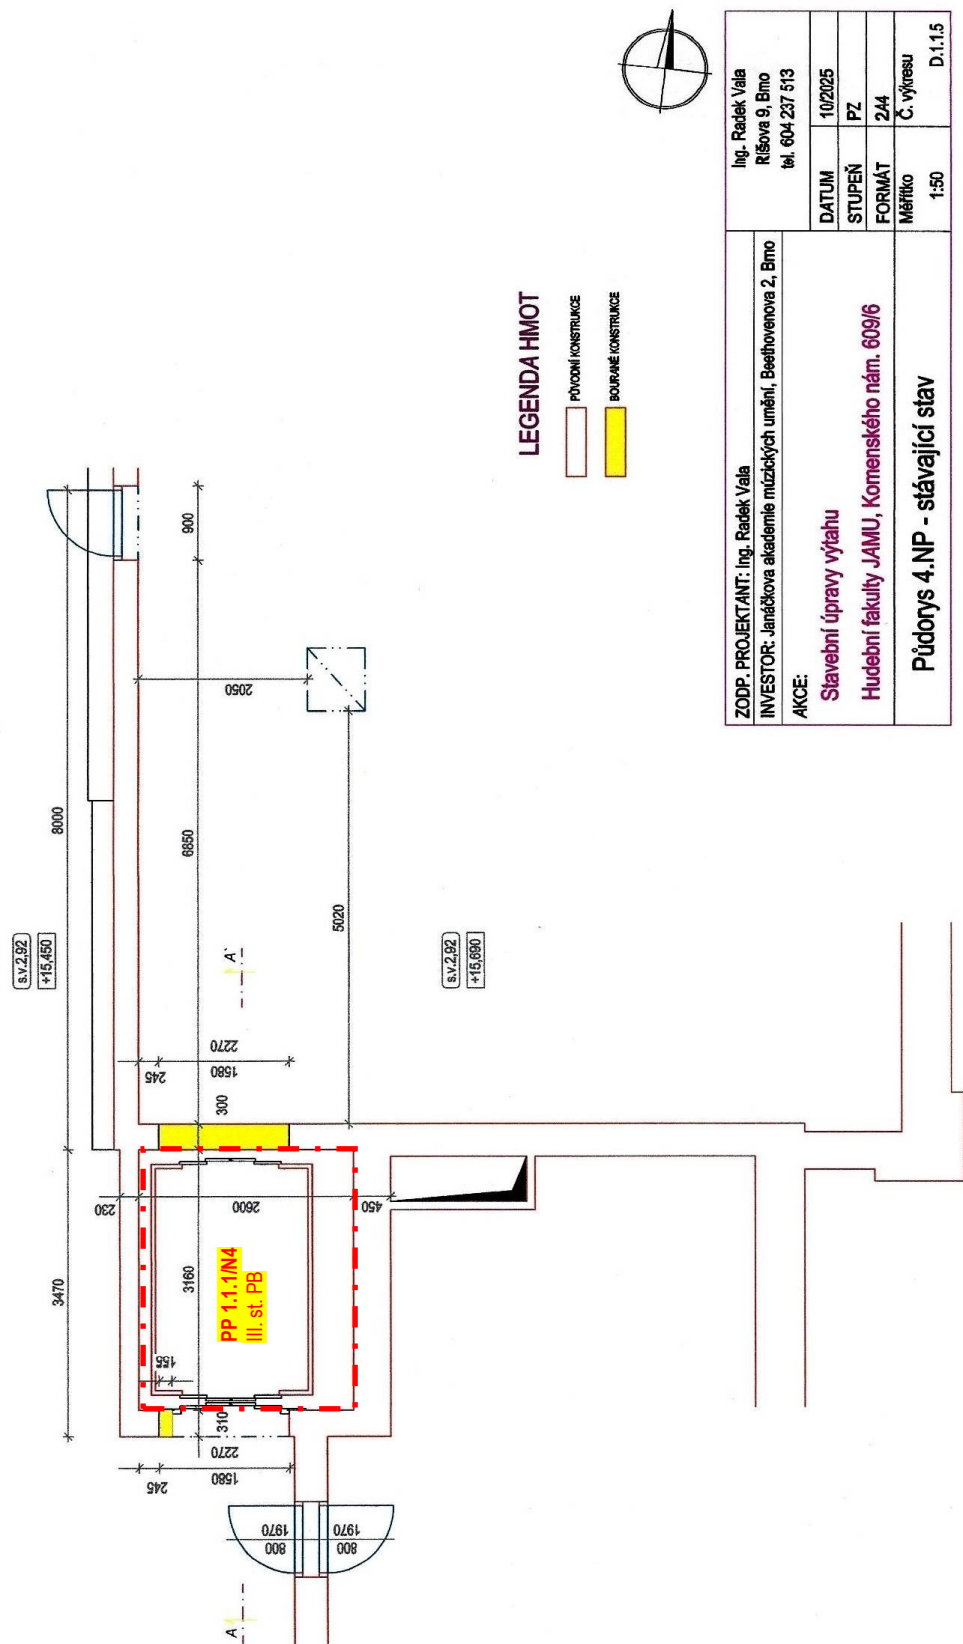 s.v.2,92
+15,450
8000
900
6850
2050
5020
A'
s.v.2,92
+15,690
2270
1580
245
300
3470
230
2600
450
3160
PP 1.1.1/N4
III. st. PB
155
310
2270
1580
245
1970
800
1970
800
A
LEGENDA HMOT
PŮVODNÍ KONSTRUKCE
BOURANÉ KONSTRUKCE
ZODP. PROJEKTANT: Ing. Radek Vala
INVESTOR: Janáčkova akademie múzických umění, Beethovenova 2, Brno
AKCE:
Stavební úpravy výtahu
Hudební fakulty JAMU, Komenského nám. 609/6
Půdorys 4.NP - stávající stav
Ing. Radek Vala
Říšova 9, Brno
tel. 604 237 513
DATUM 10/2025
STUPEŇ PZ
FORMÁT 2A4
Měřítko Č. výkresu
1:50 D.1.1.5